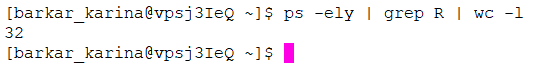 [barkar_karina@vpsj3IeQ ~]$ ps -ely | grep R | wc -l
32
[barkar_karina@vpsj3IeQ ~]$